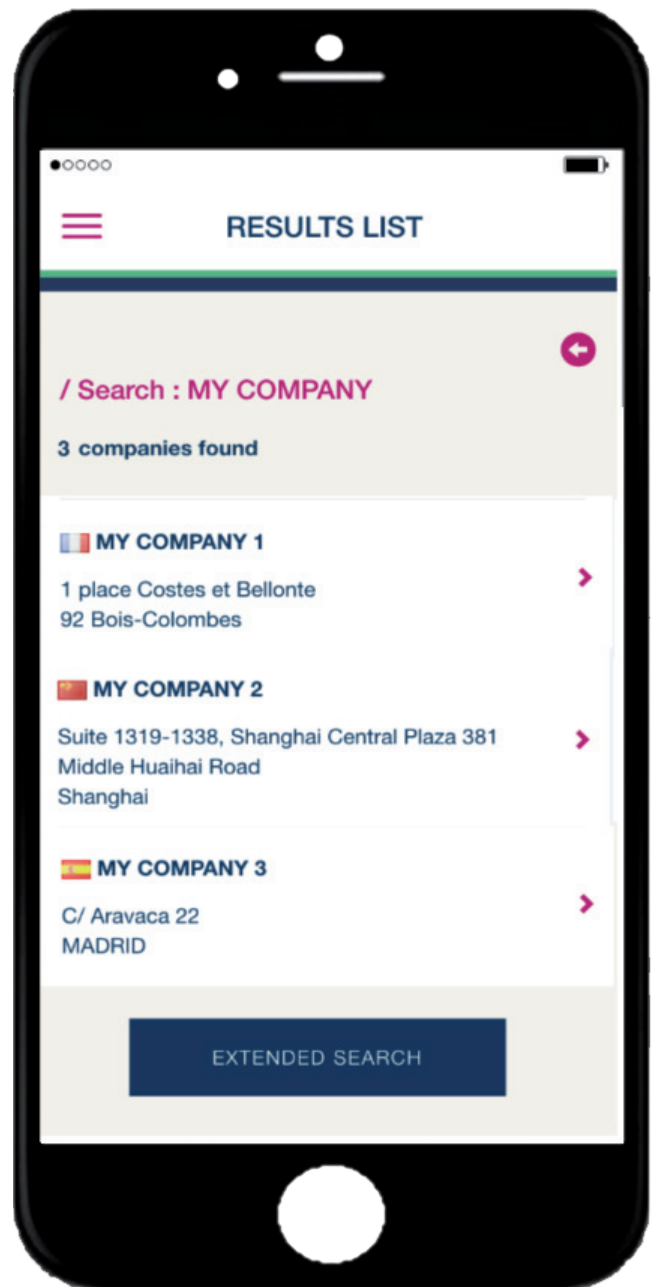 RESULTS LIST
/ Search : MY COMPANY
3 companies found
MY COMPANY 1
1 place Costes et Bellonte
92 Bois-Colombes
MY COMPANY 2
Suite 1319-1338, Shanghai Central Plaza 381
Middle Huaihai Road
Shanghai
MY COMPANY 3
C/ Aravaca 22
MADRID
EXTENDED SEARCH